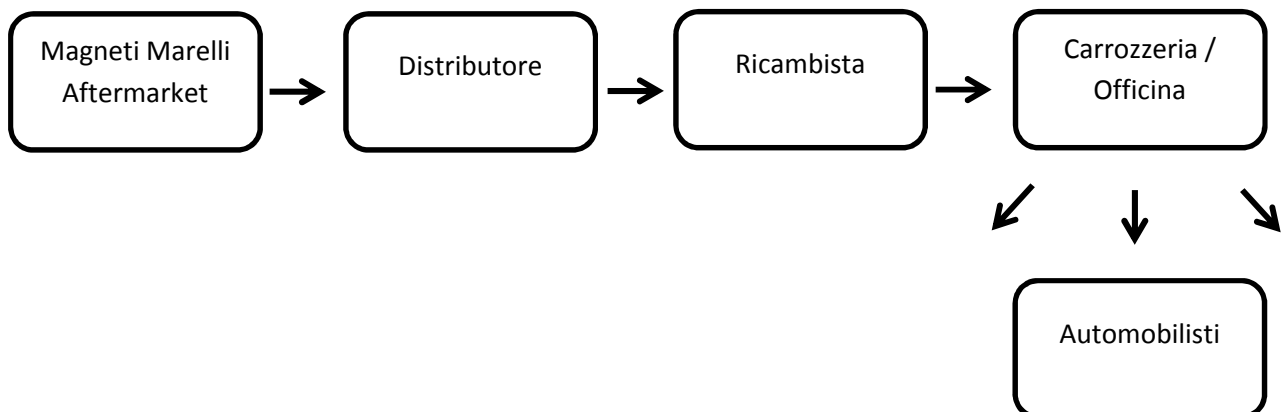 Magneti Marelli
Aftermarket
Distributore
Ricambista
Carrozzeria /
Officina
Automobilisti